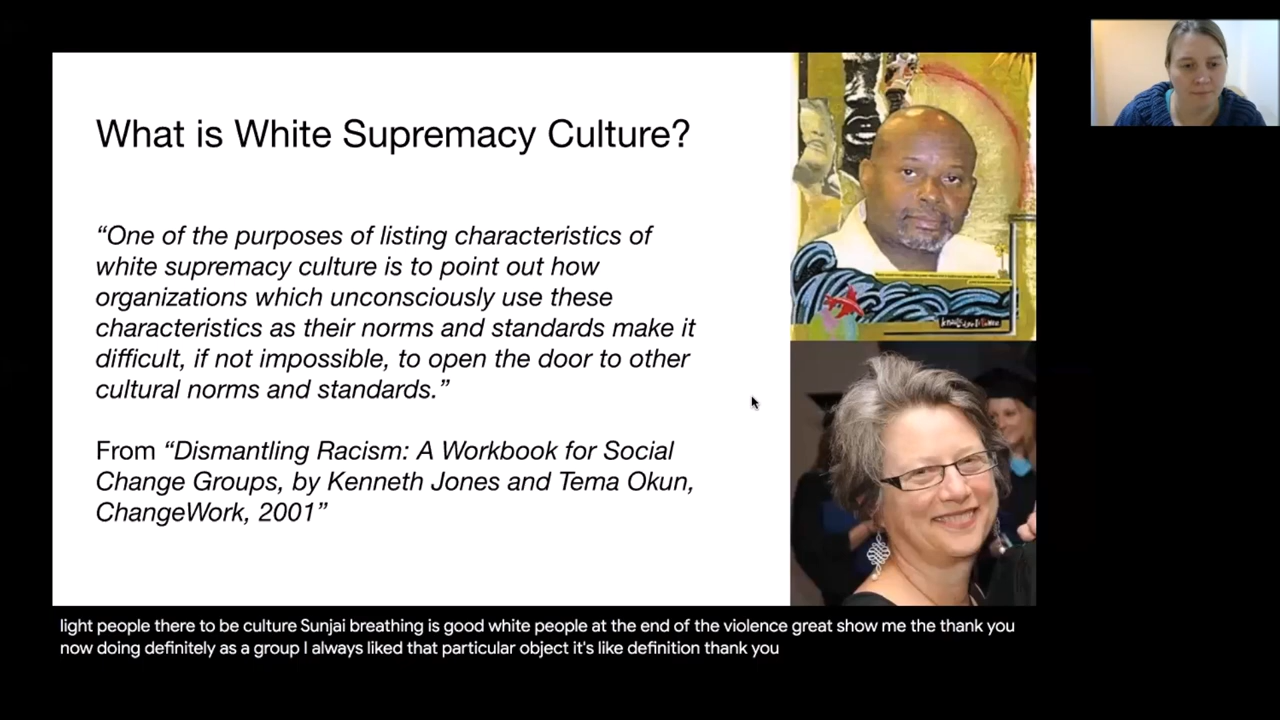 What is White Supremacy Culture?
“One of the purposes of listing characteristics of
white supremacy culture is to point out how
organizations which unconsciously use these
characteristics as their norms and standards make it
difficult, if not impossible, to open the door to other
cultural norms and standards.”
From “Dismantling Racism: A Workbook for Social
Change Groups, by Kenneth Jones and Tema Okun,
ChangeWork, 2001”
light people there to be culture Sunjai breathing is good white people at the end of the violence great show me the thank you
now doing definitely as a group I always liked that particular object it's like definition thank you